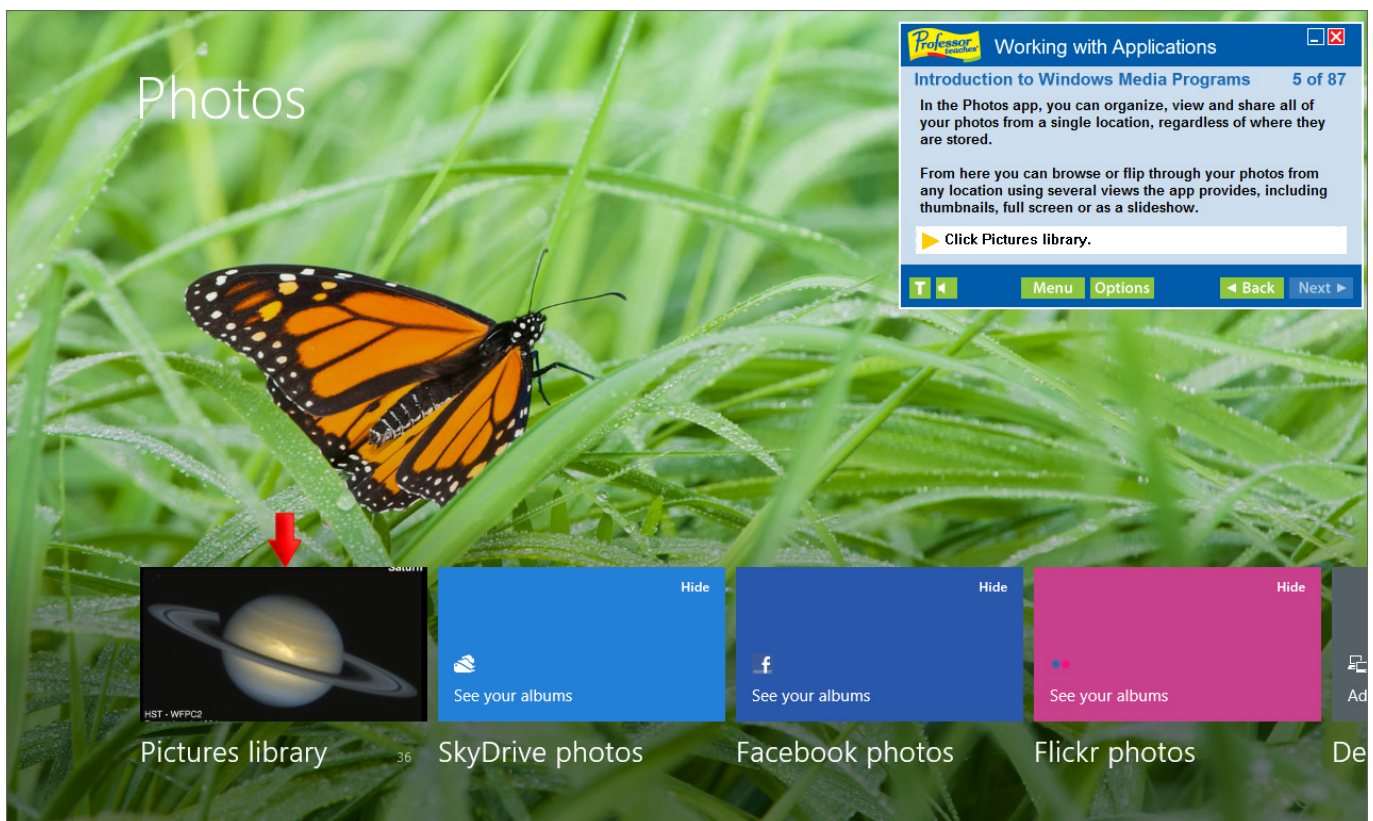 Photos
Professor
teaches
Working with Applications
Introduction to Windows Media Programs 5 of 87
In the Photos app, you can organize, view and share all of
your photos from a single location, regardless of where they
are stored.
From here you can browse or flip through your photos from
any location using several views the app provides, including
thumbnails, full screen or as a slideshow.
Click Pictures library.
T Menu Options ◄ Back Next ►
Saturn
HST - WFPC2
Pictures library 36
Hide
See your albums
SkyDrive photos
Hide
f
See your albums
Facebook photos
Hide
See your albums
Flickr photos
Ad
De